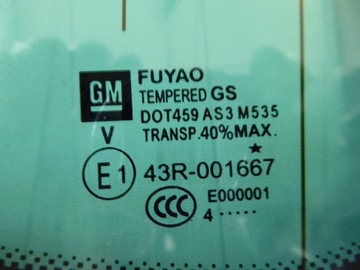 GM
FUYAO
TEMPERED GS
DOT459 AS3 M535
V TRANSP.40%MAX.
E1 43R-001667
CCC E000001
4 ·····